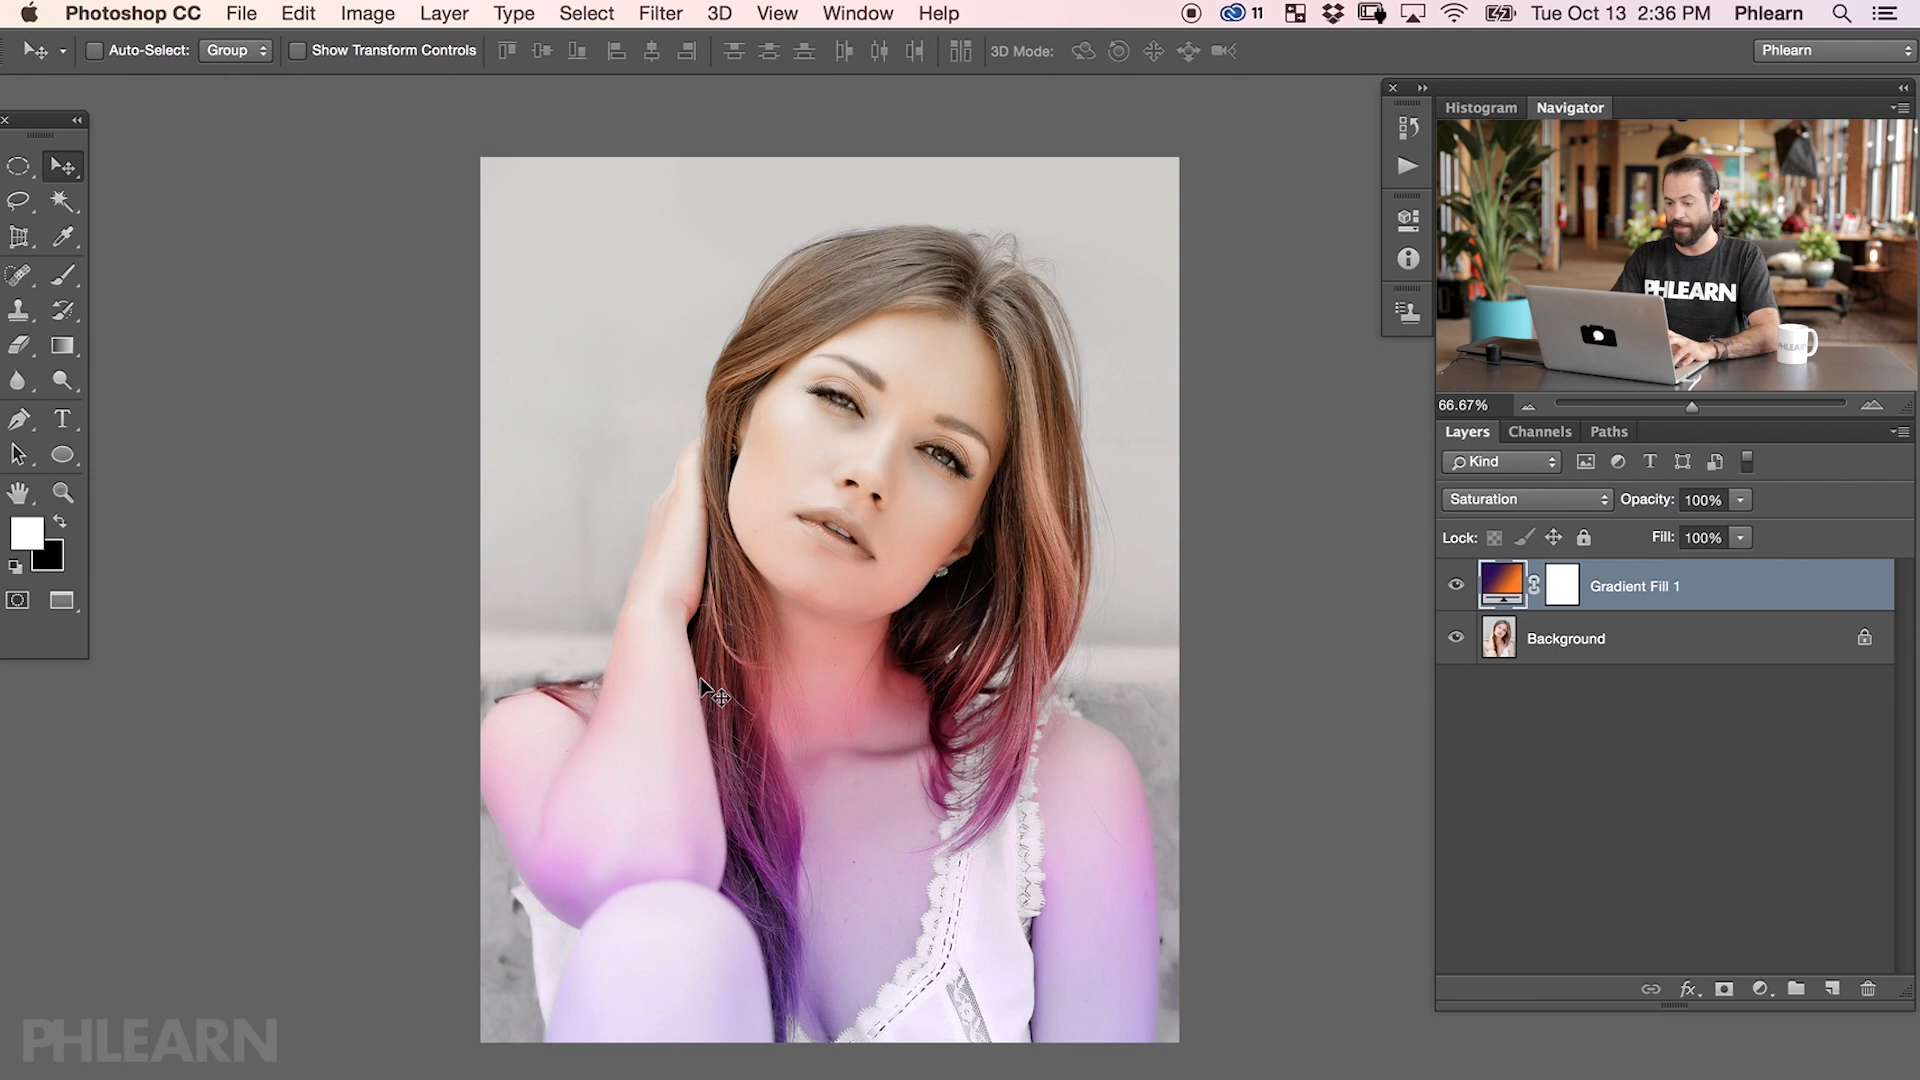 Photoshop CC File Edit Image Layer Type Select Filter 3D View Window Help 11 Tue Oct 13 2:36 PM Phlearn
Auto-Select: Group Show Transform Controls 3D Mode: Phlearn
Histogram Navigator
PHLEARN
PHLEARN
66.67%
Layers Channels Paths
Kind
Saturation Opacity: 100%
Lock: Fill: 100%
Gradient Fill 1
Background
PHLEARN